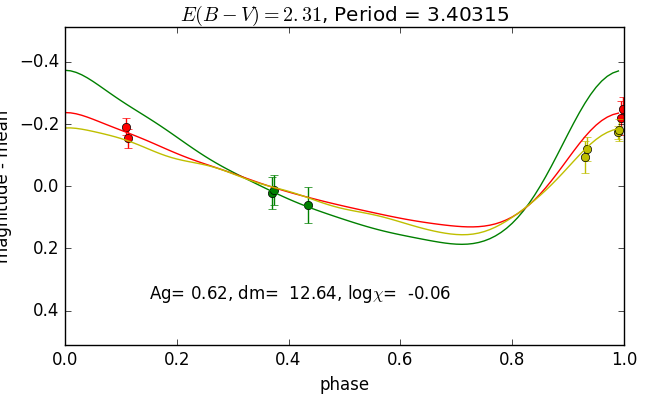 E(B − V) = 2.31, Period = 3.40315
magnitude - mean
−0.4
−0.2
0.0
0.2
0.4
Ag= 0.62, dm= 12.64, logχ= -0.06
0.0 0.2 0.4 0.6 0.8 1.0
phase